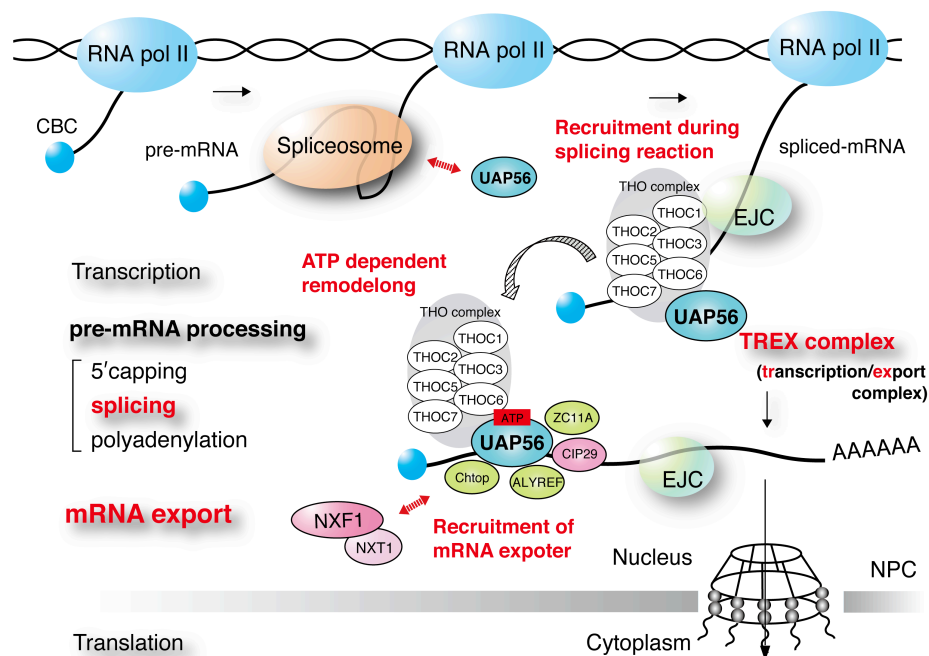 RNA pol II
RNA pol II
RNA pol II
CBC
pre-mRNA
Spliceosome
UAP56
Recruitment during
splicing reaction
spliced-mRNA
THO complex
THOC1
THOC2
THOC3
THOC5
THOC6
THOC7
EJC
UAP56
ATP dependent
remodelong
Transcription
pre-mRNA processing
5′capping
splicing
polyadenylation
TREX complex
(transcription/export
complex)
THO complex
THOC1
THOC2
THOC3
THOC5
THOC6
THOC7
ATP
UAP56
ZC11A
CIP29
Chtop
ALYREF
EJC
AAAAAA
mRNA export
NXF1
NXT1
Recruitment of
mRNA expoter
Nucleus
NPC
Translation
Cytoplasm